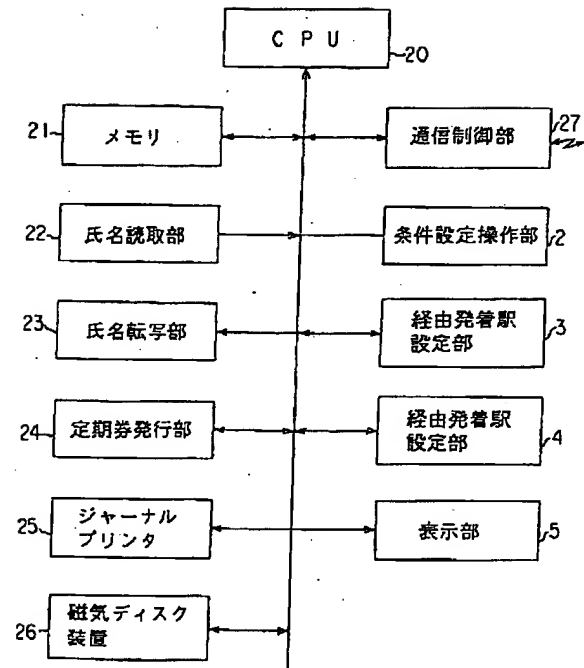 CPU
20
21
メモリ
通信制御部
27
22
氏名読取部
条件設定操作部
2
23
氏名転写部
経由発着駅
設定部
3
24
定期券発行部
経由発着駅
設定部
4
25
ジャーナル
プリンタ
表示部
5
26
磁気ディスク
装置